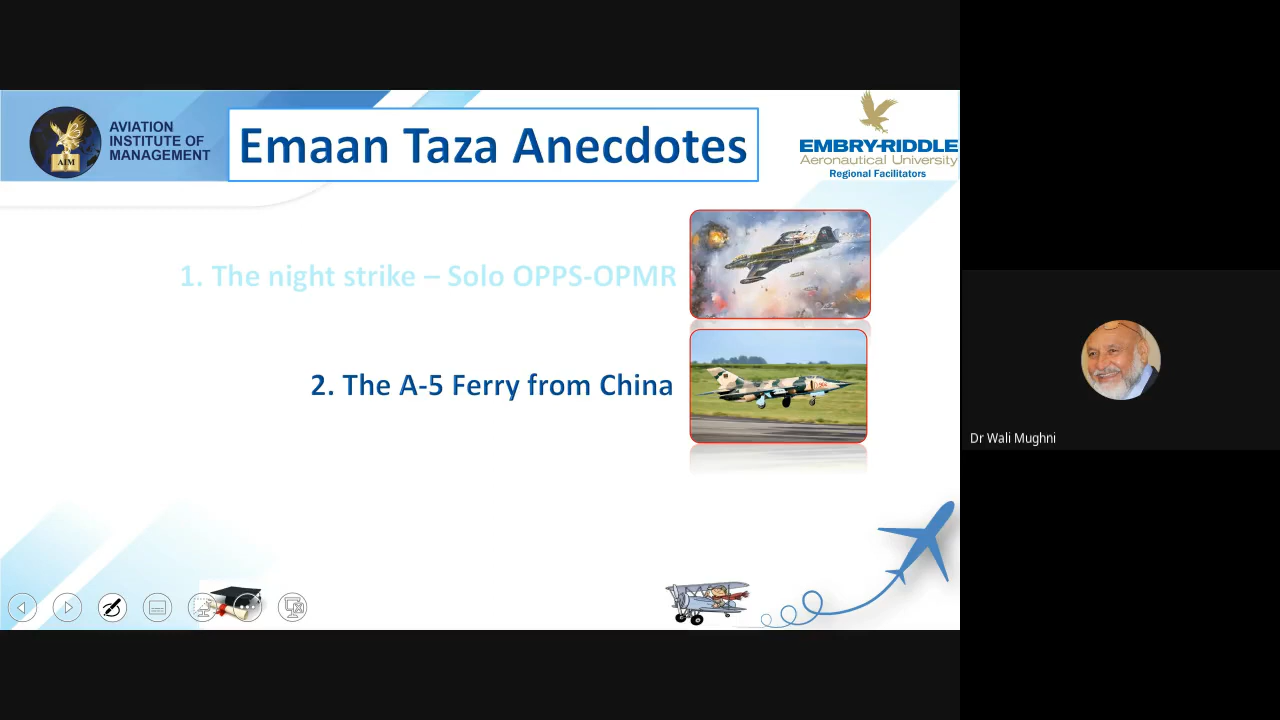 AVIATION
INSTITUTE OF
MANAGEMENT
AIM
Emaan Taza Anecdotes
EMBRY-RIDDLE
Aeronautical University
Regional Facilitators
1. The night strike – Solo OPPS-OPMR
2. The A-5 Ferry from China
Dr Wali Mughni